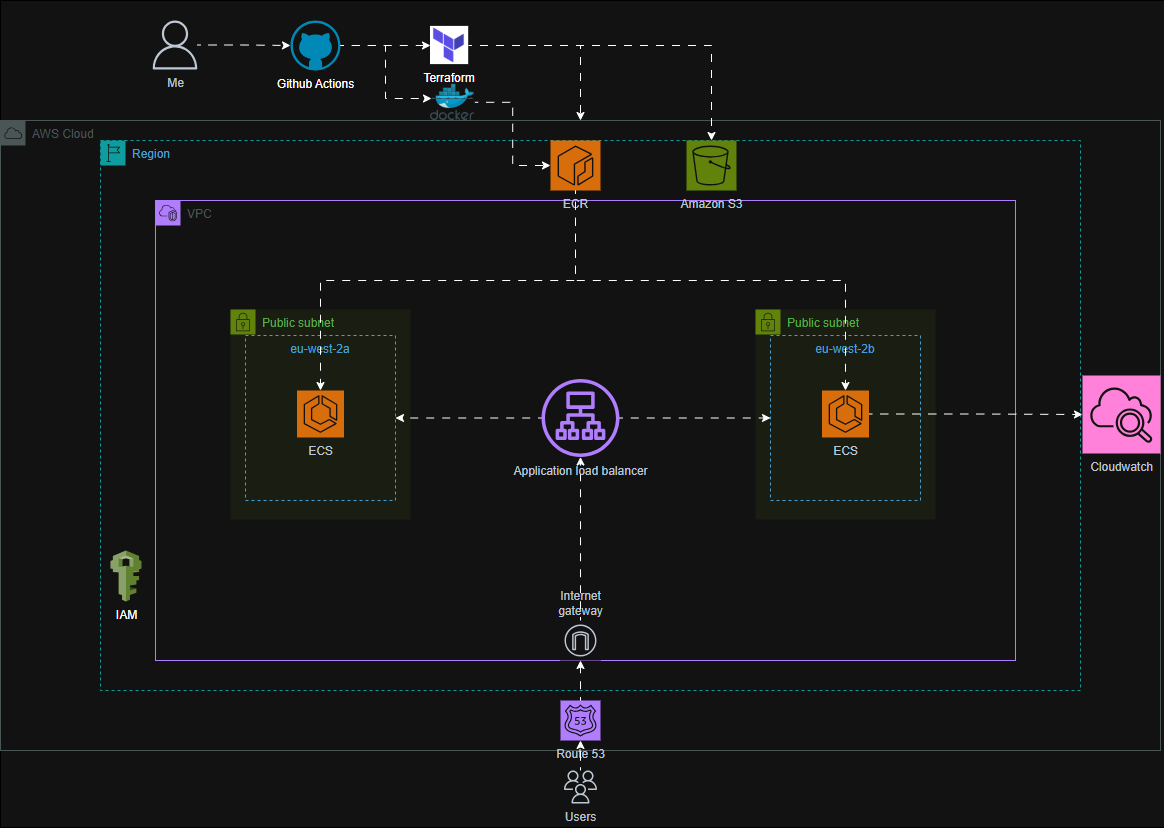 Me
Github Actions
Terraform
docker
AWS Cloud
Region
ECR
Amazon S3
VPC
Public subnet
eu-west-2a
ECS
Public subnet
eu-west-2b
ECS
Application load balancer
Cloudwatch
IAM
Internet
gateway
53
Route 53
Users